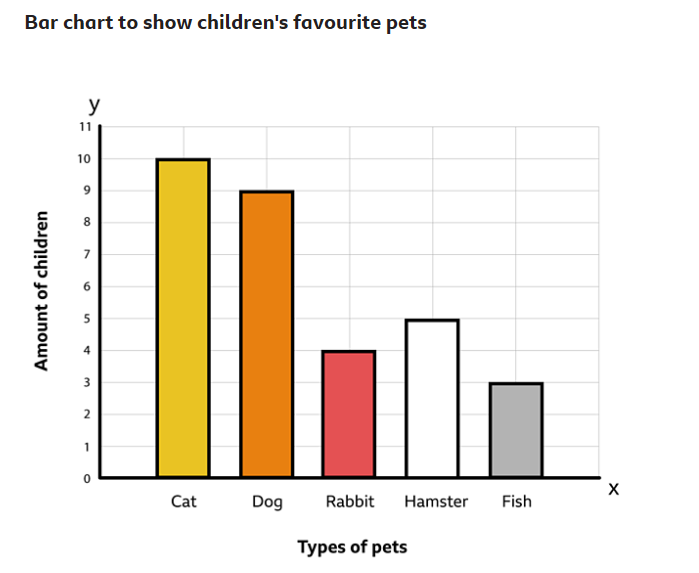 Bar chart to show children's favourite pets
y
11
10
9
8
7
6
5
4
3
2
1
0
Amount of children
Cat Dog Rabbit Hamster Fish
x
Types of pets